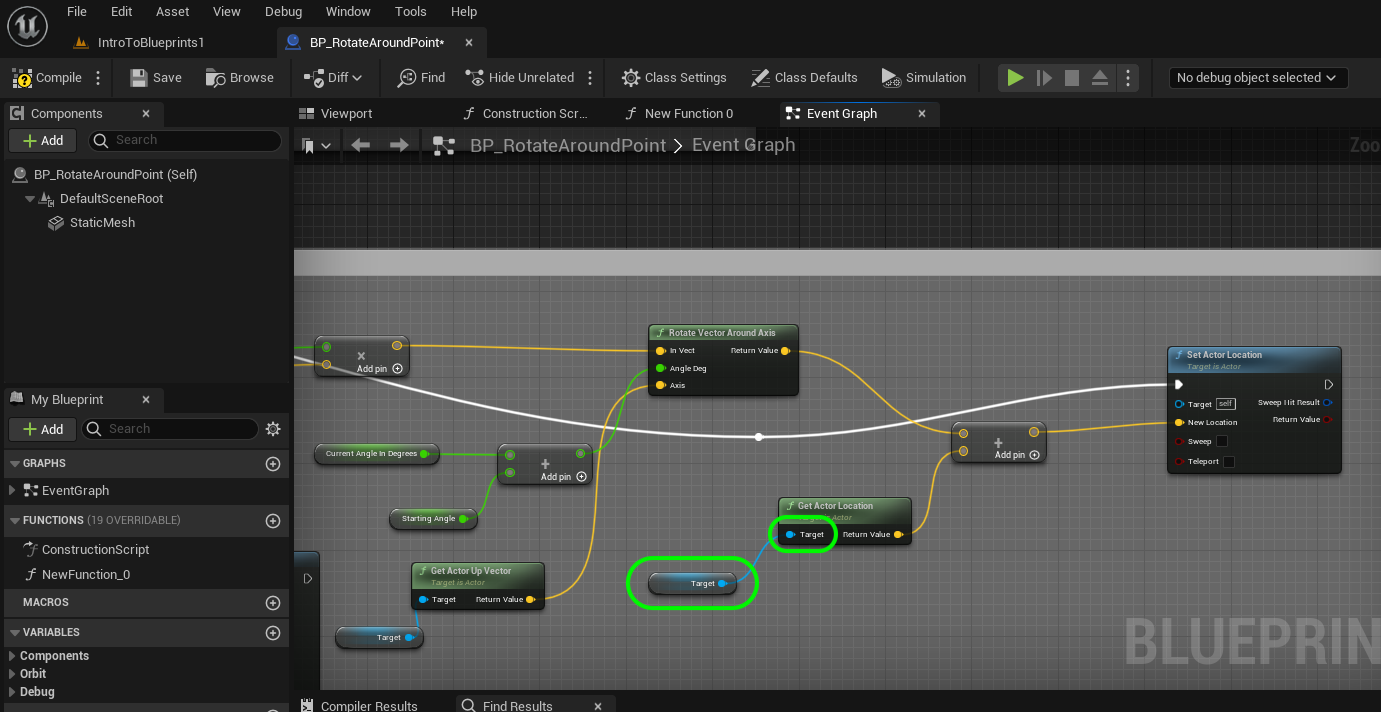 File Edit Asset View Debug Window Tools Help
IntroToBlueprints1 BP_RotateAroundPoint*
Compile Save Browse Diff Find Hide Unrelated Class Settings Class Defaults Simulation No debug object selected
Components Viewport Construction Scr... New Function 0 Event Graph
Add Search BP_RotateAroundPoint Event Graph Zoo
BP_RotateAroundPoint (Self)
DefaultSceneRoot
StaticMesh
My Blueprint
Add Search
GRAPHS
EventGraph
FUNCTIONS (19 OVERRIDABLE)
ConstructionScript
NewFunction_0
MACROS
VARIABLES
Components
Orbit
Debug
Add pin
Rotate Vector Around Axis
In Vect Return Value
Angle Deg
Axis
Current Angle In Degrees
Add pin
Starting Angle
Get Actor Up Vector
Target is Actor
Target Return Value
Target
Get Actor Location
Target is Actor
Target Return Value
Target
Add pin
Set Actor Location
Target is Actor
Target self Sweep Hit Result
New Location Return Value
Sweep
Teleport
BLUEPRIN
Compiler Results Find Results